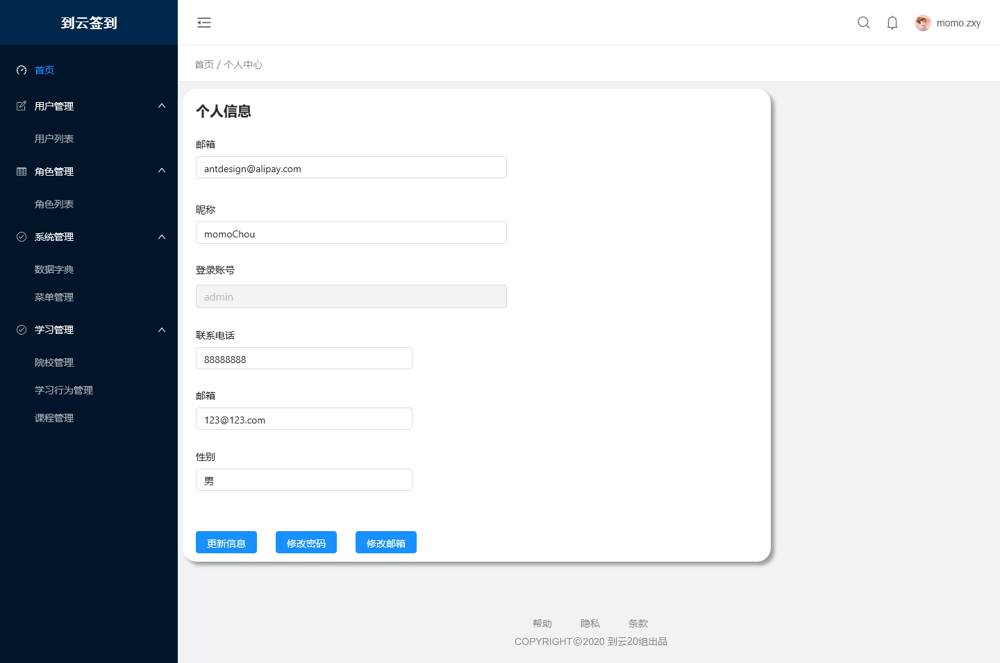 到云签到
首页
用户管理
用户列表
角色管理
角色列表
系统管理
数据字典
菜单管理
学习管理
院校管理
学习行为管理
课程管理
momo.zxy
首页 / 个人中心
个人信息
邮箱
antdesign@alipay.com
昵称
momoChou
登录账号
admin
联系电话
88888888
邮箱
123@123.com
性别
男
更新信息 修改密码 修改邮箱
帮助 隐私 条款
COPYRIGHT©2020 到云20组出品